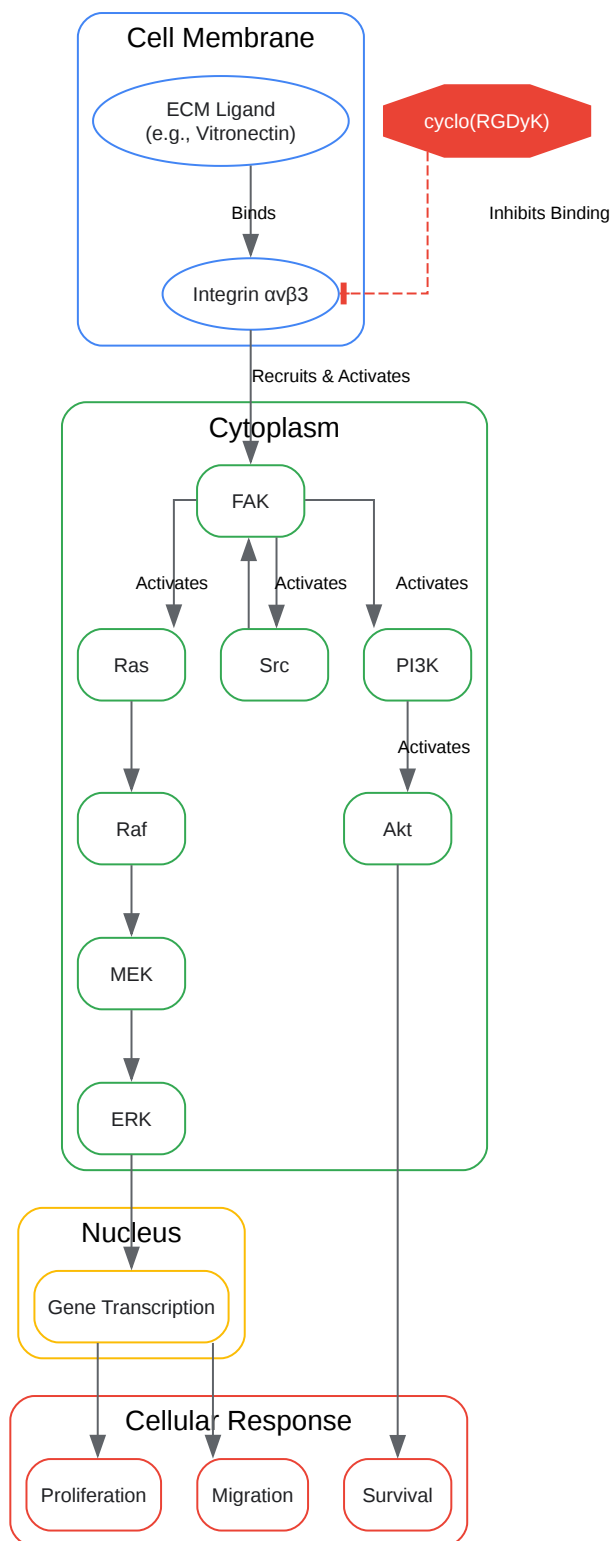 Cell Membrane
ECM Ligand
(e.g., Vitronectin)
cyclo(RGDyK)
Binds
Inhibits Binding
Integrin αvβ3
Recruits & Activates
Cytoplasm
FAK
Activates
Activates
Activates
Ras
Src
PI3K
Activates
Raf
Akt
MEK
ERK
Nucleus
Gene Transcription
Cellular Response
Proliferation
Migration
Survival